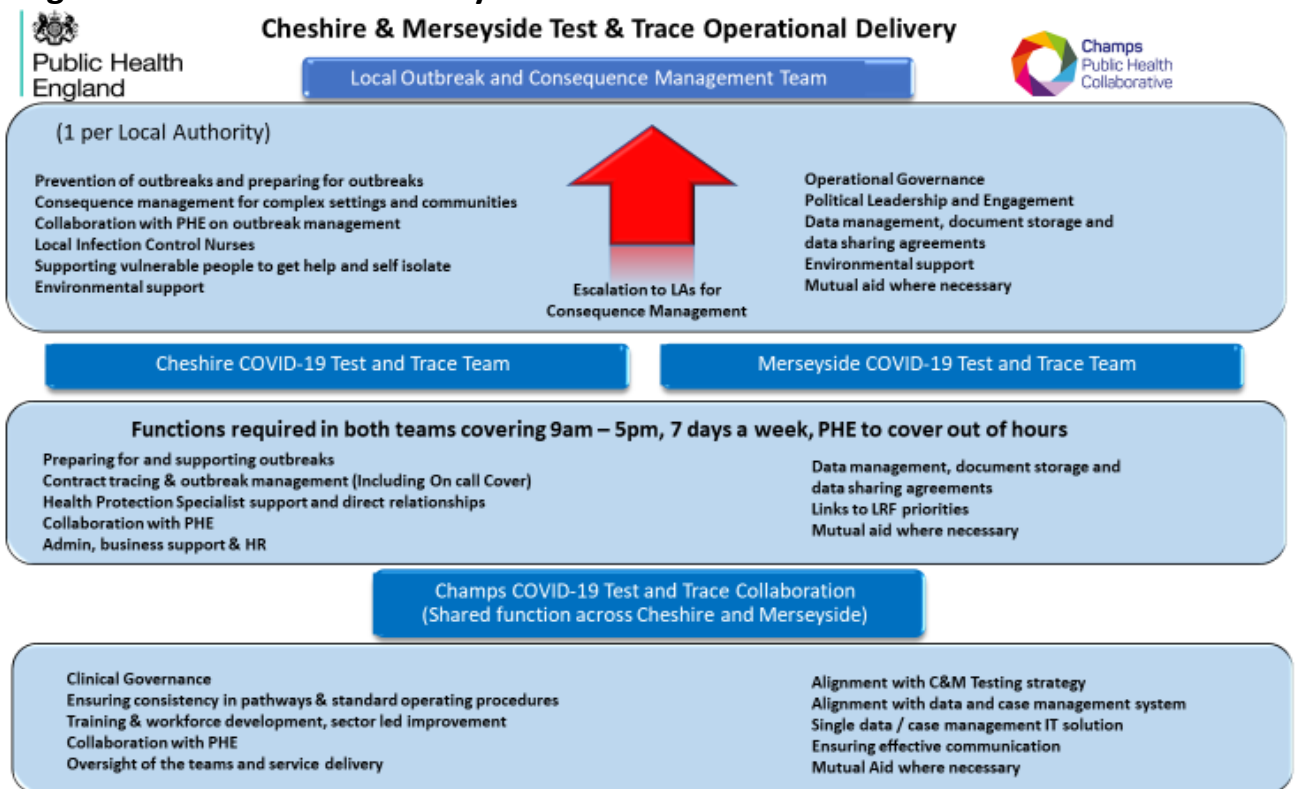 Cheshire & Merseyside Test & Trace Operational Delivery
Public Health
England
Champs
Public Health
Collaborative
Local Outbreak and Consequence Management Team
(1 per Local Authority)
Prevention of outbreaks and preparing for outbreaks
Consequence management for complex settings and communities
Collaboration with PHE on outbreak management
Local Infection Control Nurses
Supporting vulnerable people to get help and self isolate
Environmental support
Escalation to LAs for
Consequence Management
Operational Governance
Political Leadership and Engagement
Data management, document storage and
data sharing agreements
Environmental support
Mutual aid where necessary
Cheshire COVID-19 Test and Trace Team
Merseyside COVID-19 Test and Trace Team
Functions required in both teams covering 9am – 5pm, 7 days a week, PHE to cover out of hours
Preparing for and supporting outbreaks
Contract tracing & outbreak management (Including On call Cover)
Health Protection Specialist support and direct relationships
Collaboration with PHE
Admin, business support & HR
Data management, document storage and
data sharing agreements
Links to LRF priorities
Mutual aid where necessary
Champs COVID-19 Test and Trace Collaboration
(Shared function across Cheshire and Merseyside)
Clinical Governance
Ensuring consistency in pathways & standard operating procedures
Training & workforce development, sector led improvement
Collaboration with PHE
Oversight of the teams and service delivery
Alignment with C&M Testing strategy
Alignment with data and case management system
Single data / case management IT solution
Ensuring effective communication
Mutual Aid where necessary